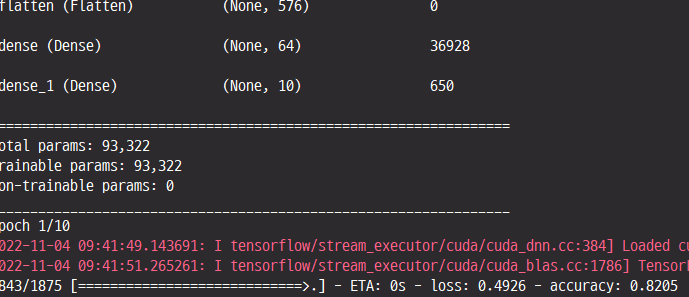 flatten (Flatten) (None, 576) 0
dense (Dense) (None, 64) 36928
dense_1 (Dense) (None, 10) 650
=================================================================
otal params: 93,322
rainable params: 93,322
on-trainable params: 0
_________________________________________________________________
poch 1/10
022-11-04 09:41:49.143691: I tensorflow/stream_executor/cuda/cuda_dnn.cc:384] Loaded cu
022-11-04 09:41:51.265261: I tensorflow/stream_executor/cuda/cuda_blas.cc:1786] Tensorf
843/1875 [============================>.] - ETA: 0s - loss: 0.4926 - accuracy: 0.8205